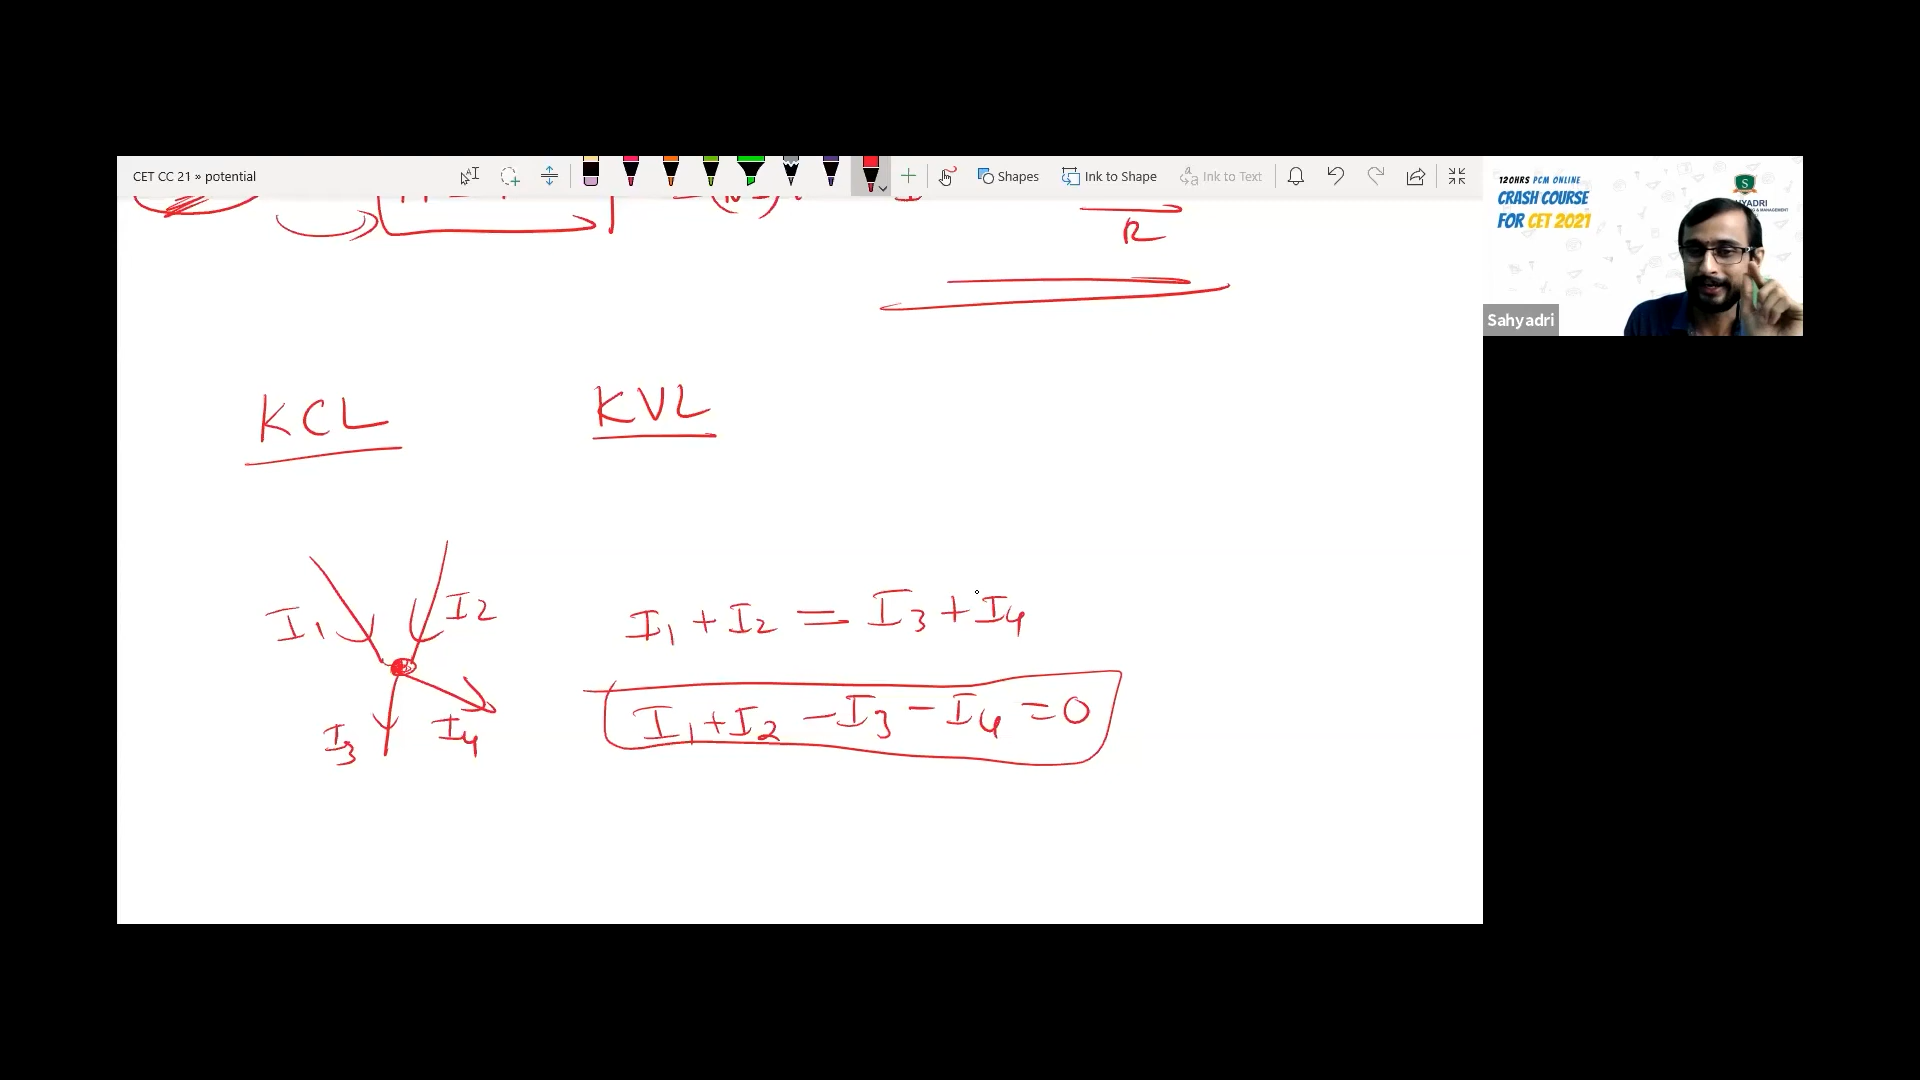 CET CC 21 » potential
Shapes
Ink to Shape
Ink to Text
120HRS PCM ONLINE
CRASH COURSE
FOR CET 2021
S
Sahyadri
R
KCL
KVL
I1
I2
I3
I4
I1 + I2 = I3 + I4
I1 + I2 - I3 - I4 = 0